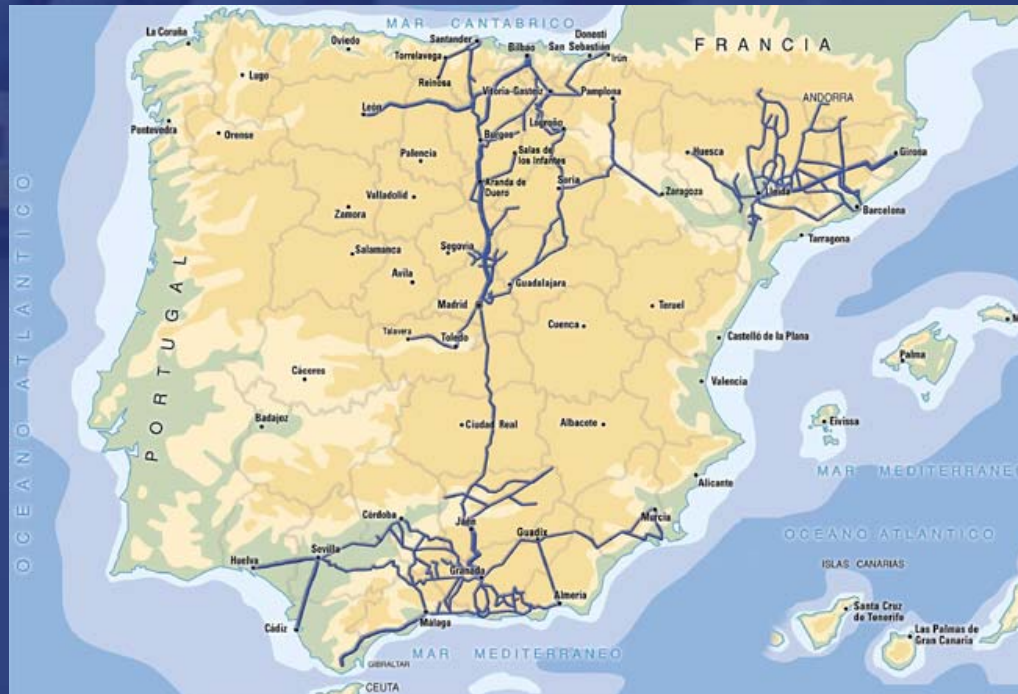 MAR CANTABRICO
La Coruña
Oviedo
Santander
Torrelavega
Reinosa
Bilbao
Donosti
San Sebastián
Irún
FRANCIA
Lugo
León
Vitoria-Gasteiz
Pamplona
ANDORRA
Pontevedra
Orense
Burgos
Logroño
Palencia
Salas de
los Infantes
Huesca
Girona
Valladolid
Aranda de
Duero
Soria
Zaragoza
Lleida
Barcelona
Zamora
Tarragona
Salamanca
Segovia
Avila
Guadalajara
Madrid
Teruel
Talavera
Toledo
Cuenca
Castelló de la Plana
Palma
M
Cáceres
Valencia
Badajoz
Ciudad Real
Albacete
Eivissa
PORTUGAL
OCEANO ATLANTICO
MAR MEDITERRANEO
Alicante
Córdoba
Jaén
Guadix
Murcia
Huelva
Sevilla
Granada
Almería
Cádiz
Málaga
GIBRALTAR
CEUTA
MAR MEDITERRANEO
OCEANO ATLANTICO
ISLAS CANARIAS
Santa Cruz
de Tenerife
Las Palmas de
Gran Canaria